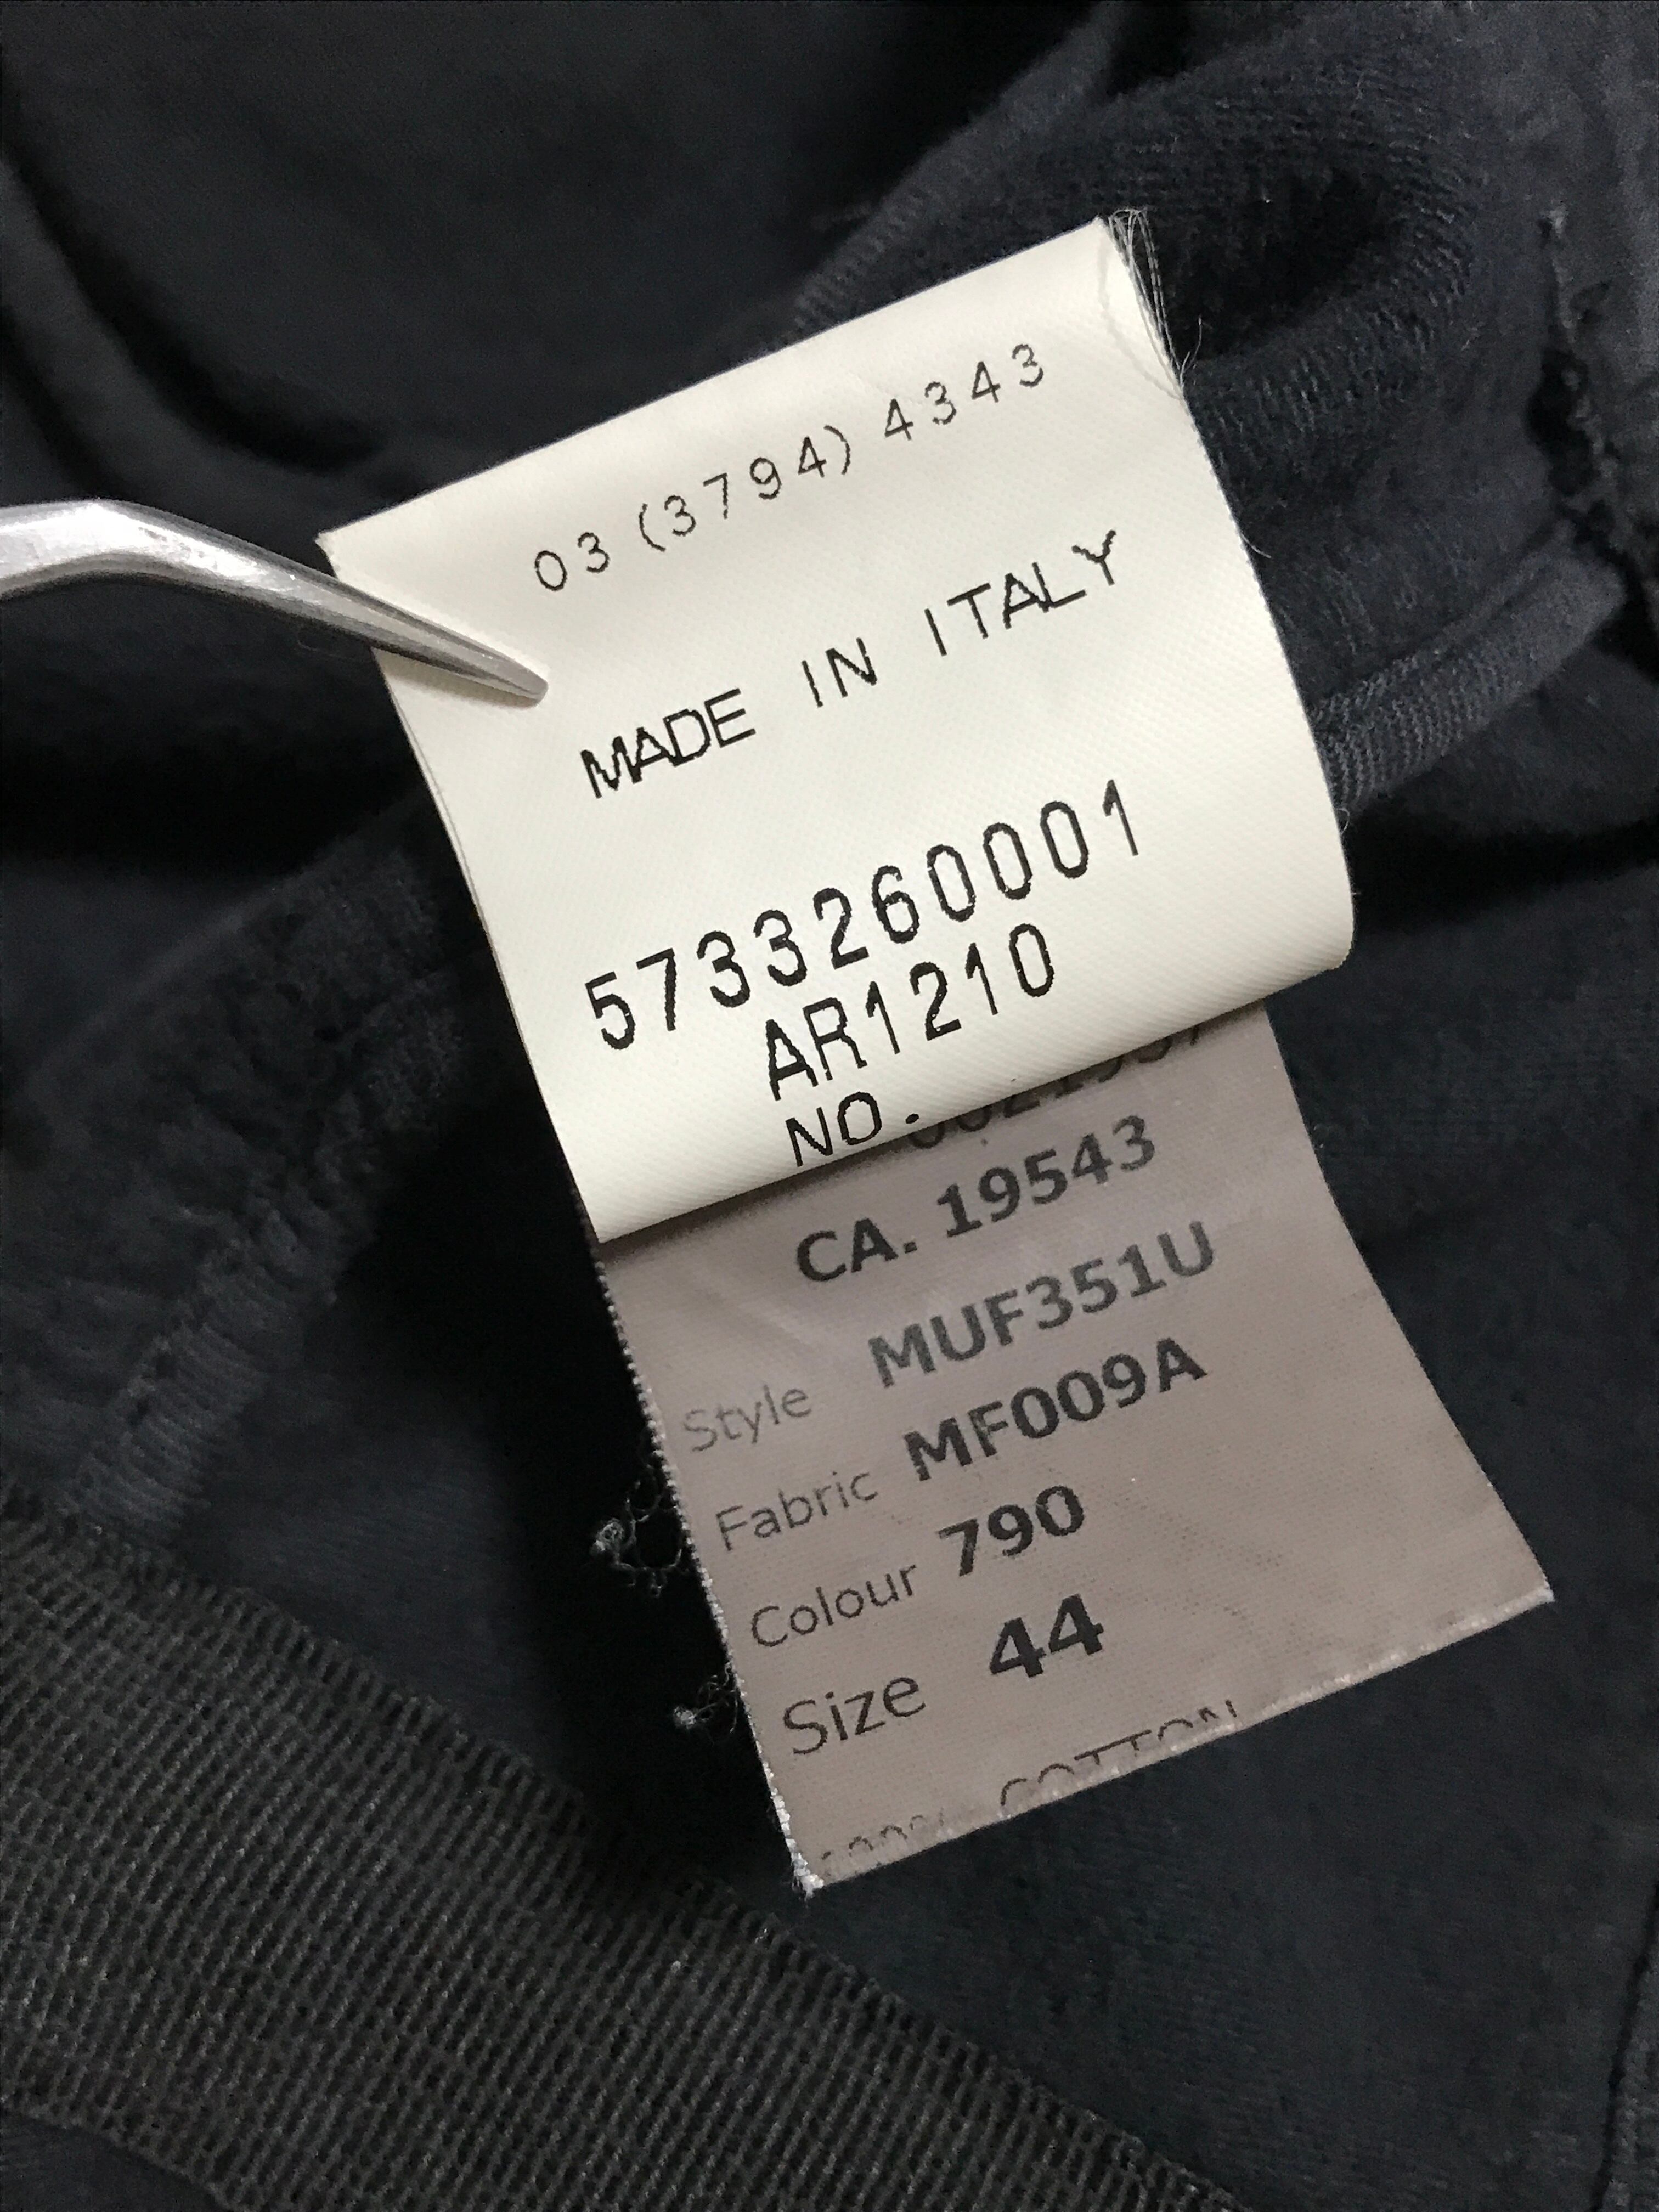 03 (3794) 4343
MADE IN ITALY
5733260001
AR1210
NO.
CA. 19543
Style MUF351U
Fabric MF009A
Colour 790
Size 44
COTTON